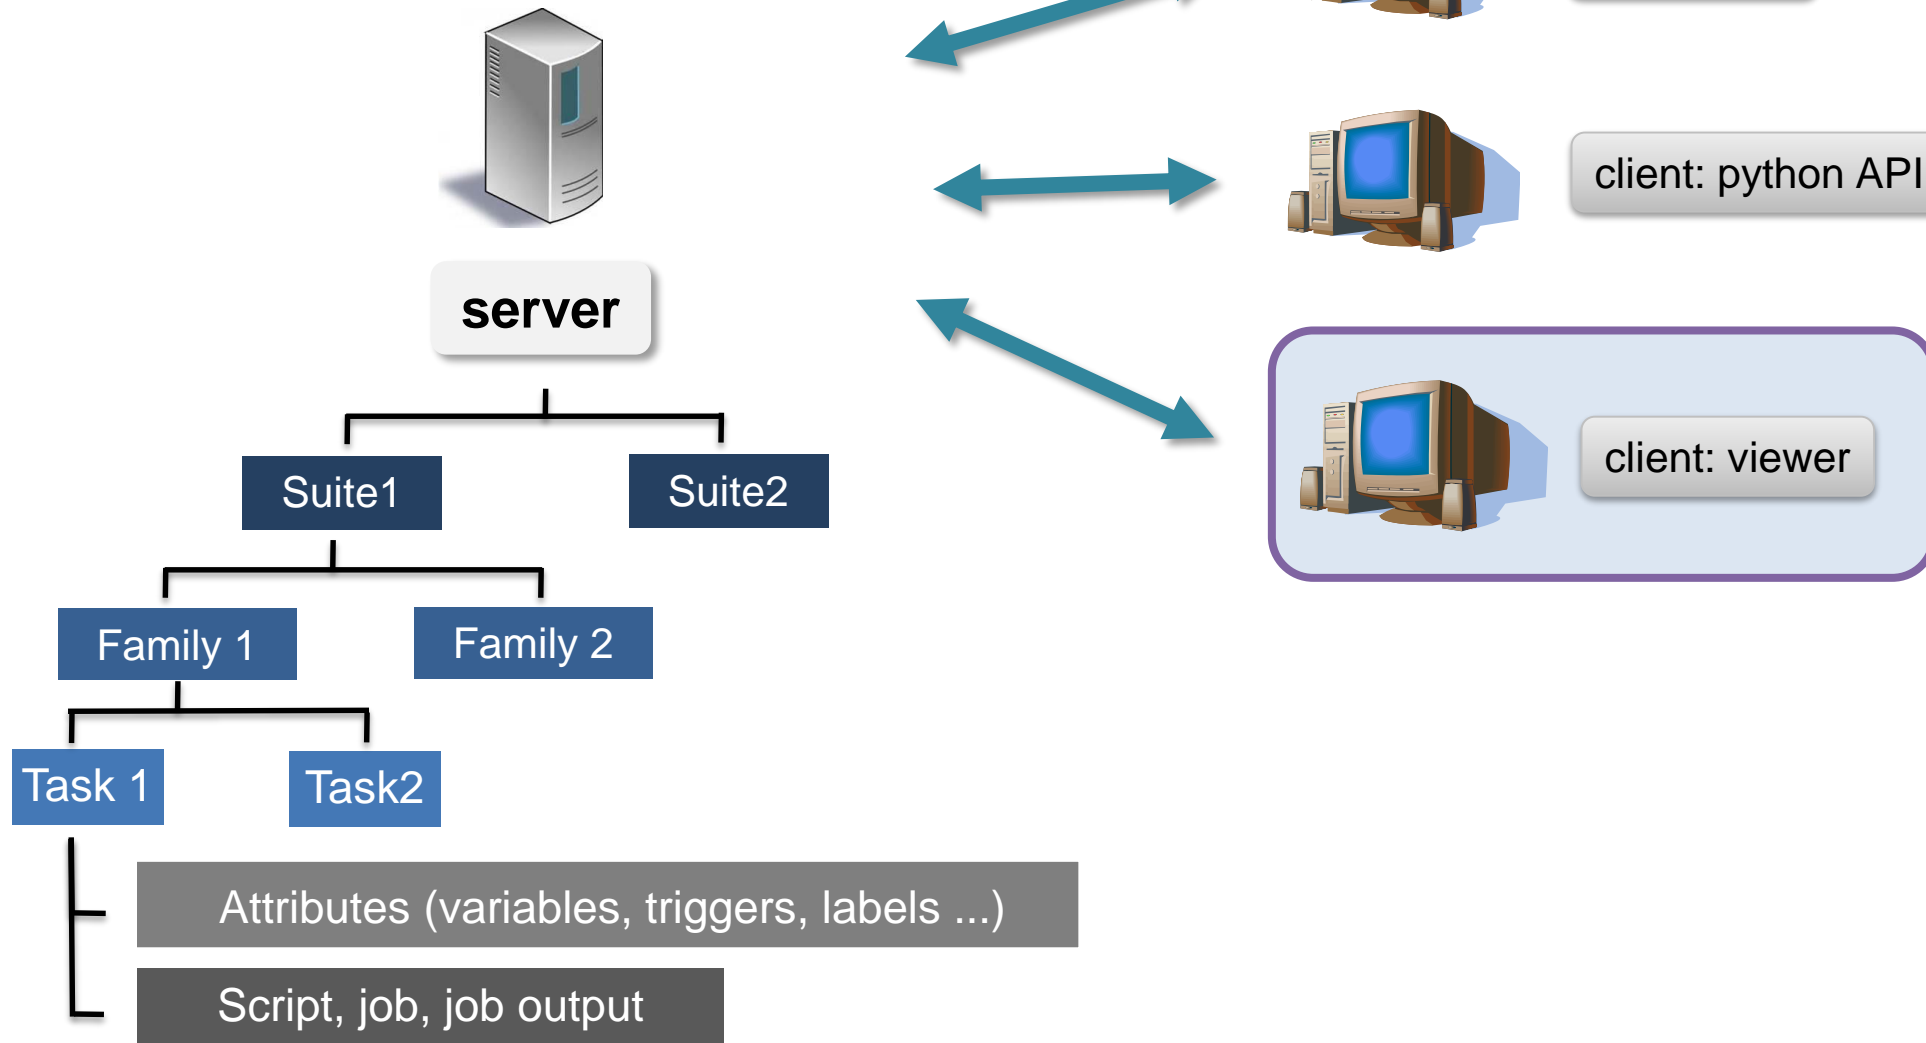 client: python API
server
client: viewer
Suite1
Suite2
Family 1
Family 2
Task 1
Task2
Attributes (variables, triggers, labels ...)
Script, job, job output